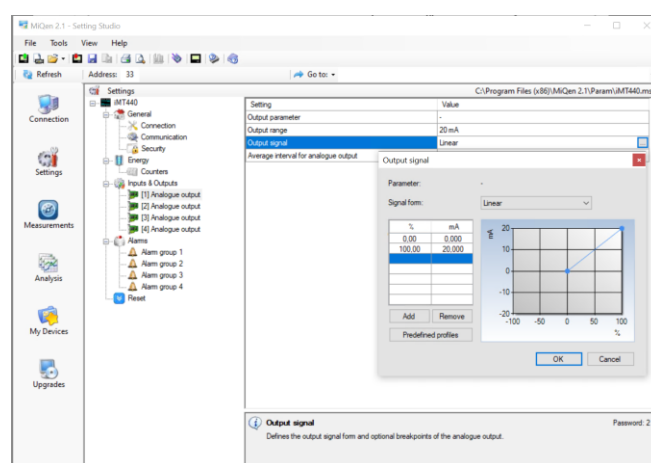 MiQen 2.1 - Setting Studio
File Tools View Help
Refresh Address: 33 Go to:
Settings C:\Program Files (x86)\MiQen 2.1\Param\iMT440.ms
Connection
Settings
Measurements
Analysis
My Devices
Upgrades
iMT440
General
Connection
Communication
Security
Energy
Counters
Inputs & Outputs
[1] Analogue output
[2] Analogue output
[3] Analogue output
[4] Analogue output
Alarms
Alarm group 1
Alarm group 2
Alarm group 3
Alarm group 4
Reset
Setting Value
Output parameter -
Output range 20 mA
Output signal Linear
Average interval for analogue output
Output signal
Parameter: -
Signal form: Linear
% mA
0,00 0,000
100,00 20,000
Add Remove
Predefined profiles
mA
20
10
0
-10
-20
-100 -50 0 50 100
%
OK Cancel
Output signal Password: 2
Defines the output signal form and optional breakpoints of the analogue output.